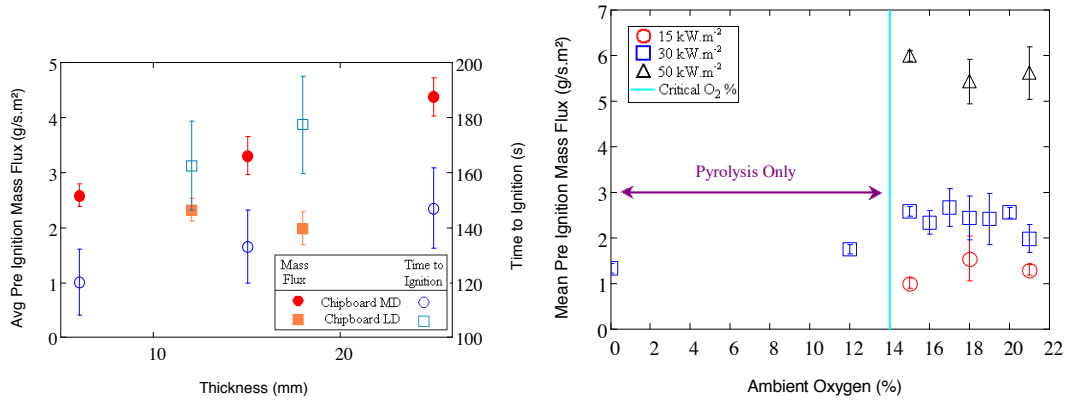 Avg Pre Ignition Mass Flux (g/s.m²)
6
5
4
3
2
1
0
10
20
Thickness (mm)
200
180
160
140
120
100
Time to Ignition (s)
Mass
Flux
Time to
Ignition
Chipboard MD
Chipboard LD
Mean Pre Ignition Mass Flux (g/s.m²)
7
6
5
4
3
2
1
0
15 kW.m⁻²
30 kW.m⁻²
50 kW.m⁻²
Critical O₂ %
Pyrolysis Only
0 2 4 6 8 10 12 14 16 18 20 22
Ambient Oxygen (%)